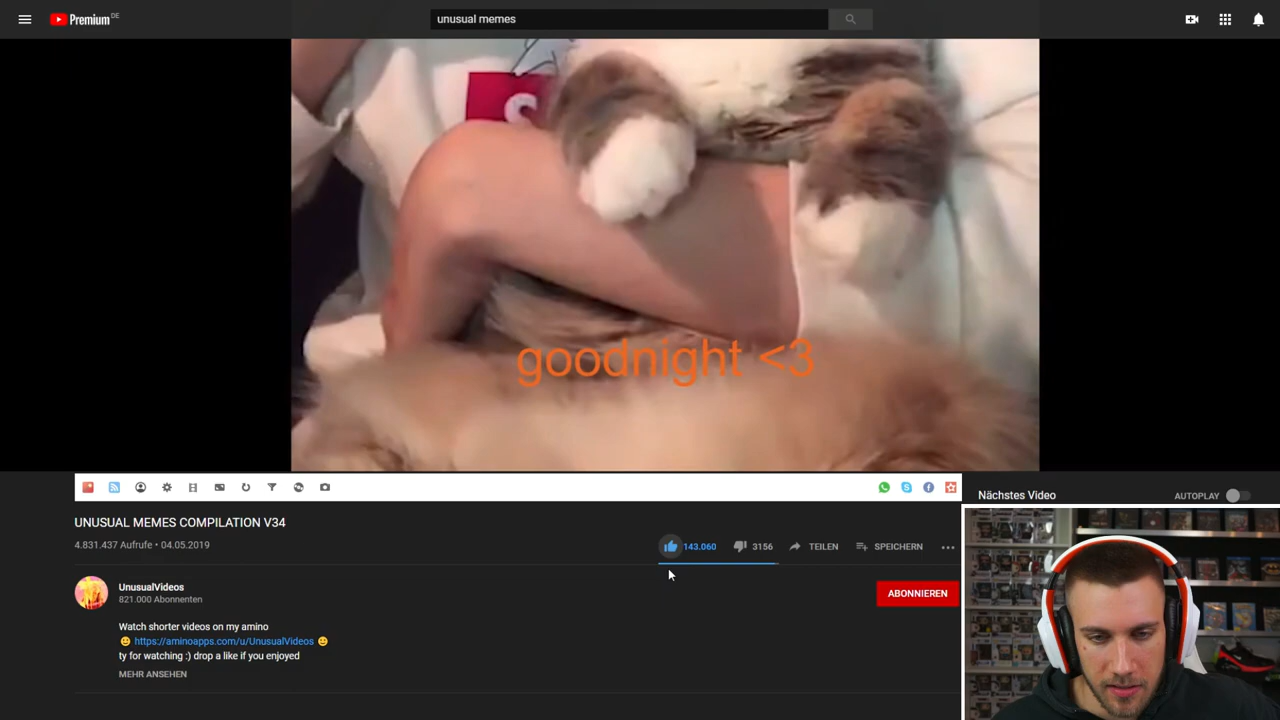 Premium DE
unusual memes
goodnight <3
Nächstes Video
AUTOPLAY
UNUSUAL MEMES COMPILATION V34
4.831.437 Aufrufe • 04.05.2019
143.060
3156
TEILEN
SPEICHERN
UnusualVideos
821.000 Abonnenten
ABONNIEREN
Watch shorter videos on my amino
https://aminoapps.com/u/UnusualVideos
ty for watching :) drop a like if you enjoyed
MEHR ANSEHEN